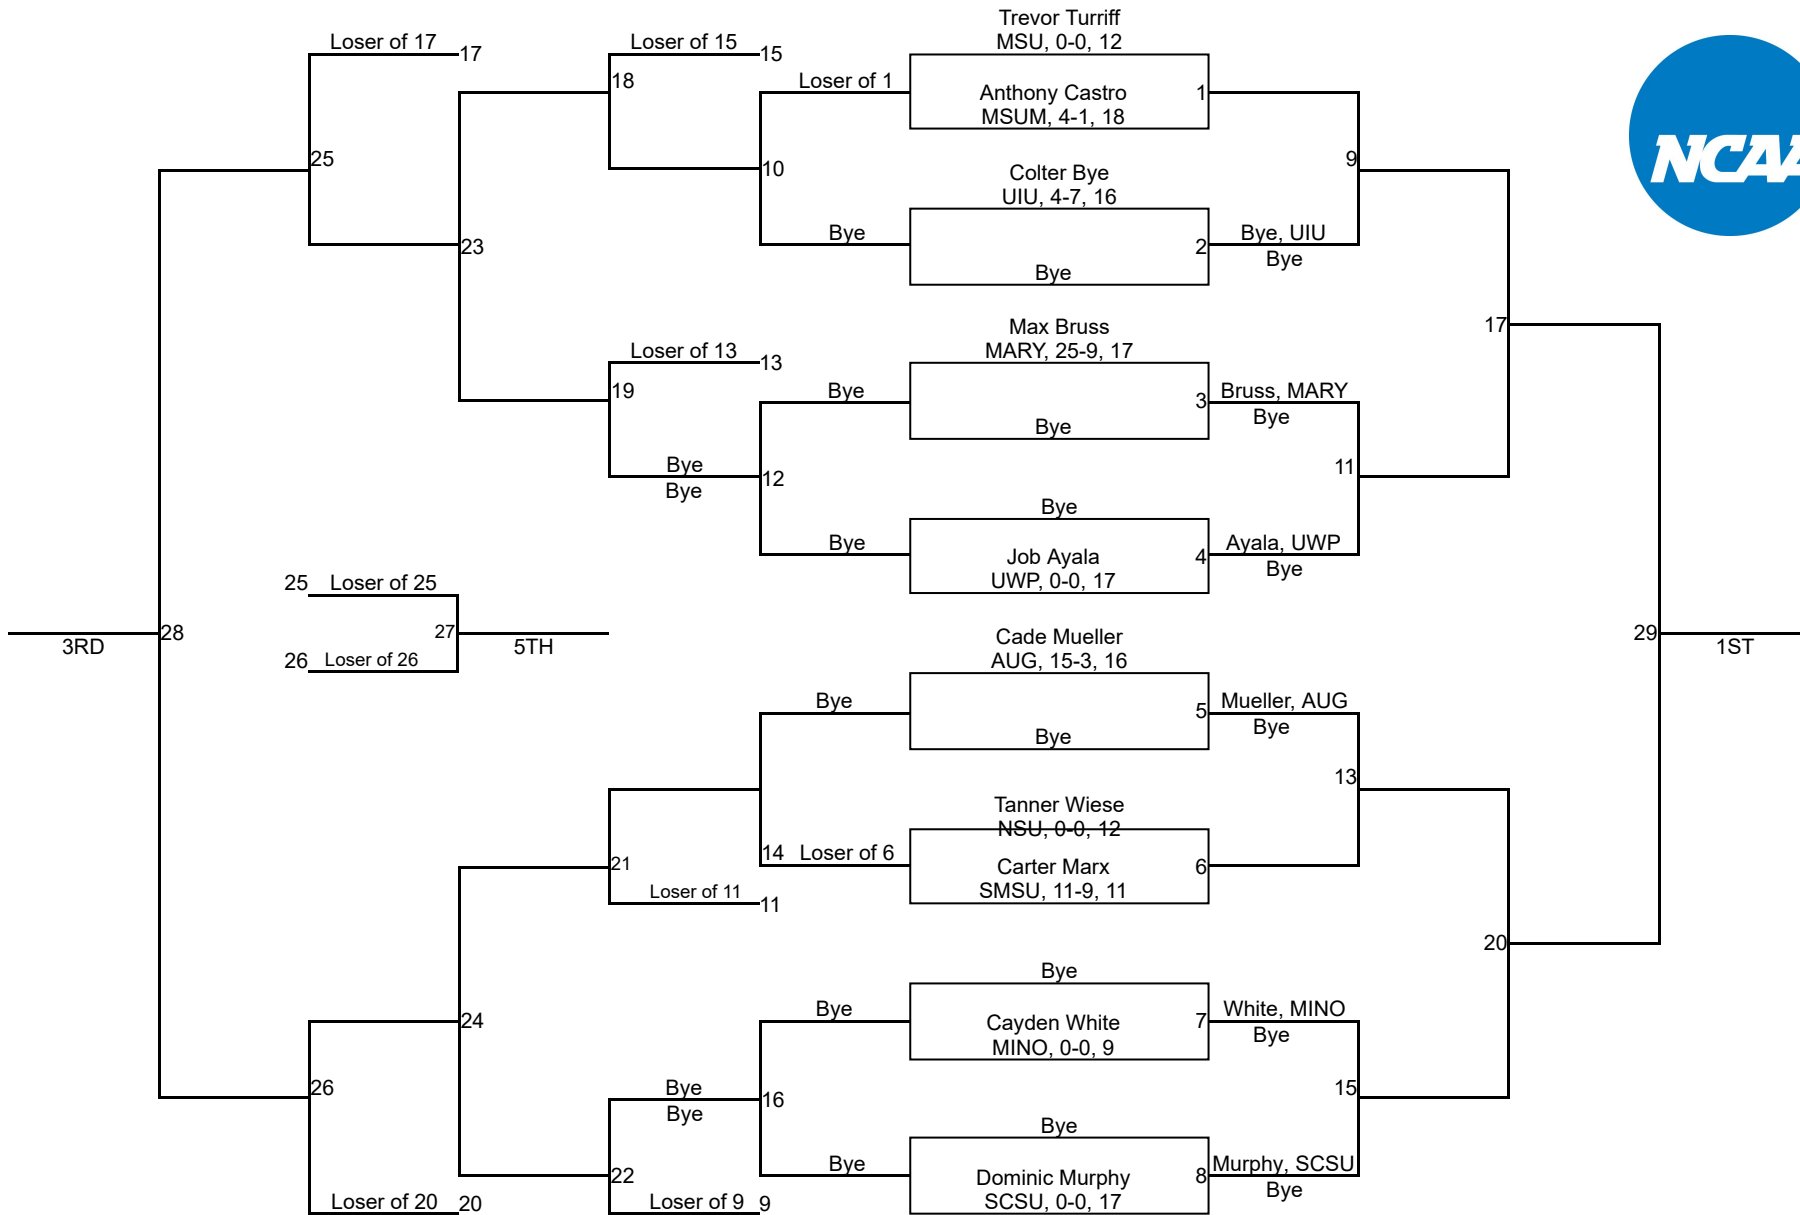 Trevor Turriff
MSU, 0-0, 12
Loser of 17
17
Loser of 15
15
18
Loser of 1
Anthony Castro
MSUM, 4-1, 18
1
NCAA
25
10
Colter Bye
UIU, 4-7, 16
9
Bye
2
Bye, UIU
Bye
Bye
23
Max Bruss
MARY, 25-9, 17
17
Loser of 13
13
19
Bye
3
Bruss, MARY
Bye
Bye
Bye
Bye
12
11
Bye
Bye
Job Ayala
UWP, 0-0, 17
4
Ayala, UWP
Bye
25
Loser of 25
3RD
28
27
5TH
26
Loser of 26
Cade Mueller
AUG, 15-3, 16
29
1ST
Bye
5
Mueller, AUG
Bye
Bye
13
Tanner Wiese
NSU, 0-0, 12
21
14
Loser of 6
Carter Marx
SMSU, 11-9, 11
6
Loser of 11
11
20
Bye
Bye
Cayden White
MINO, 0-0, 9
7
White, MINO
Bye
24
26
Bye
Bye
16
15
Bye
Bye
Dominic Murphy
SCSU, 0-0, 17
8
Murphy, SCSU
Bye
22
Loser of 20
20
Loser of 9
9